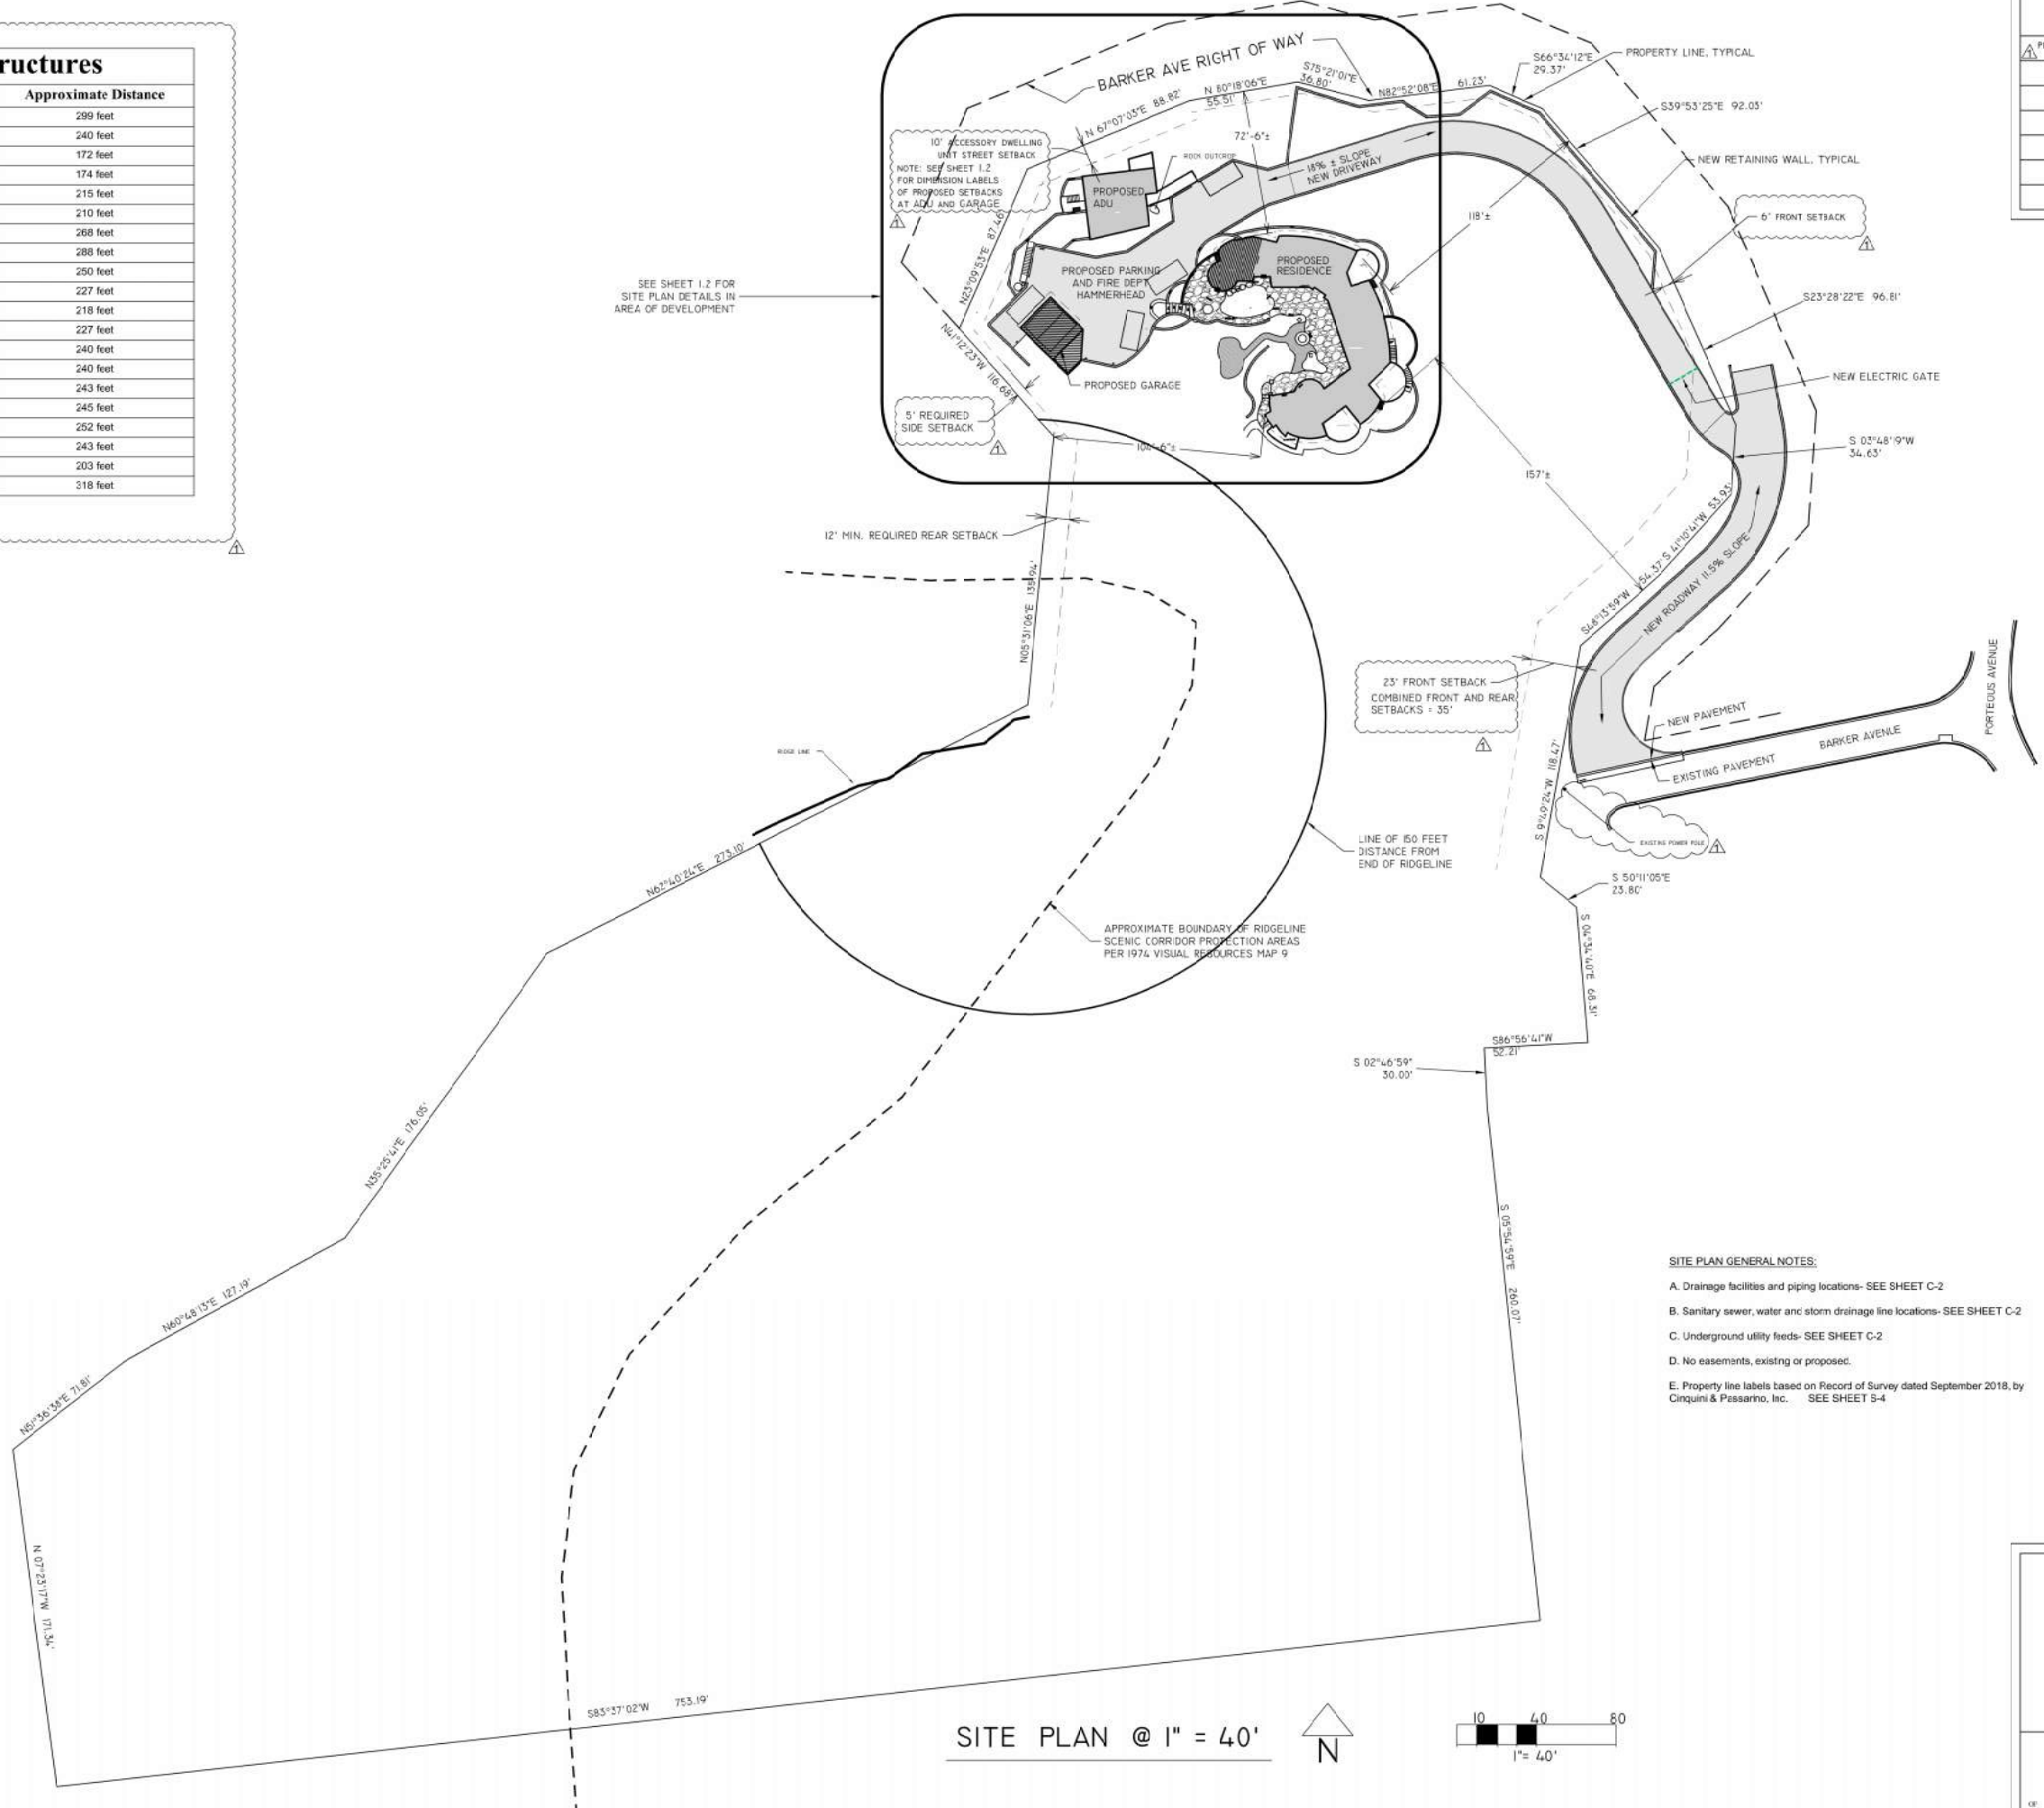 ructures
Approximate Distance
299 feet
240 feet
172 feet
174 feet
215 feet
210 feet
268 feet
288 feet
250 feet
227 feet
218 feet
227 feet
240 feet
240 feet
243 feet
245 feet
252 feet
243 feet
203 feet
318 feet
1
BARKER AVE RIGHT OF WAY
N 67°07'03"E 88.82'
N 80°18'06"E
55.51'
S75°21'01"E
36.80'
N82°52'08"E 61.23'
S66°34'12"E
29.37'
PROPERTY LINE, TYPICAL
S39°53'25"E 92.03'
NEW RETAINING WALL, TYPICAL
6' FRONT SETBACK
1
S23°28'22"E 96.81'
NEW ELECTRIC GATE
S 03°48'19"W
34.63'
10' ACCESSORY DWELLING
UNIT STREET SETBACK
NOTE: SEE SHEET 1.2
FOR DIMENSION LABELS
OF PROPOSED SETBACKS
AT ADU AND GARAGE
1
72'-6"±
ROCK OUTCROP
18% ± SLOPE
NEW DRIVEWAY
PROPOSED
ADU
118'±
N23°09'53"E 87.46'
PROPOSED PARKING
AND FIRE DEPT
HAMMERHEAD
PROPOSED
RESIDENCE
SEE SHEET 1.2 FOR
SITE PLAN DETAILS IN
AREA OF DEVELOPMENT
N41°12'23"W 116.68'
PROPOSED GARAGE
5' REQUIRED
SIDE SETBACK
1
157'±
12' MIN. REQUIRED REAR SETBACK
N05°31'06"E 135.94'
S 41°10'41"W 53.93'
S46°13'59"W 54.37'
NEW ROADWAY 11.5% SLOPE
23' FRONT SETBACK
COMBINED FRONT AND REAR
SETBACKS = 35'
1
NEW PAVEMENT
BARKER AVENUE
EXISTING PAVEMENT
PORTEOUS AVENUE
RIDGE LINE
S 9°49'24"W 118.47'
EXISTING POWER POLE
1
LINE OF 150 FEET
DISTANCE FROM
END OF RIDGELINE
N62°40'24"E 273.10'
S 50°11'05"E
23.80'
APPROXIMATE BOUNDARY OF RIDGELINE
SCENIC CORRIDOR PROTECTION AREAS
PER 1974 VISUAL RESOURCES MAP 9
S 04°34'40"E 68.31'
S86°56'41"W
52.21'
S 02°46'59"
30.00'
N35°25'41"E 176.05'
S 05°54'59"E 260.07'
N60°48'13"E 127.19'
N51°36'38"E 71.81'
N 07°23'17"W 171.34'
S83°37'02"W 753.19'
SITE PLAN GENERAL NOTES:
A. Drainage facilities and piping locations- SEE SHEET C-2
B. Sanitary sewer, water and storm drainage line locations- SEE SHEET C-2
C. Underground utility feeds- SEE SHEET C-2
D. No easements, existing or proposed.
E. Property line labels based on Record of Survey dated September 2018, by
Cinquini & Passarino, Inc. SEE SHEET S-4
SITE PLAN @ 1" = 40'
N
10 40 80
1"= 40'